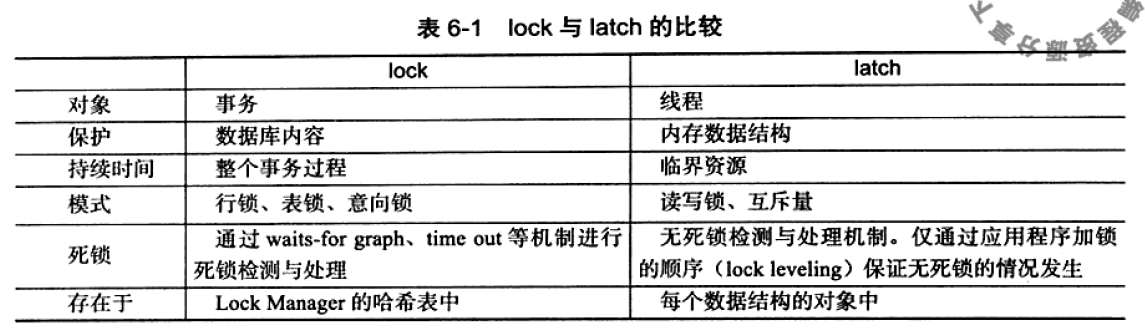 表 6-1 lock 与 latch 的比较
lock latch
对象 事务 线程
保护 数据库内容 内存数据结构
持续时间 整个事务过程 临界资源
模式 行锁、表锁、意向锁 读写锁、互斥量
死锁 通过 waits-for graph、time out 等机制进行 无死锁检测与处理机制。仅通过应用程序加锁
死锁检测与处理 的顺序（lock leveling）保证无死锁的情况发生
存在于 Lock Manager 的哈希表中 每个数据结构的对象中